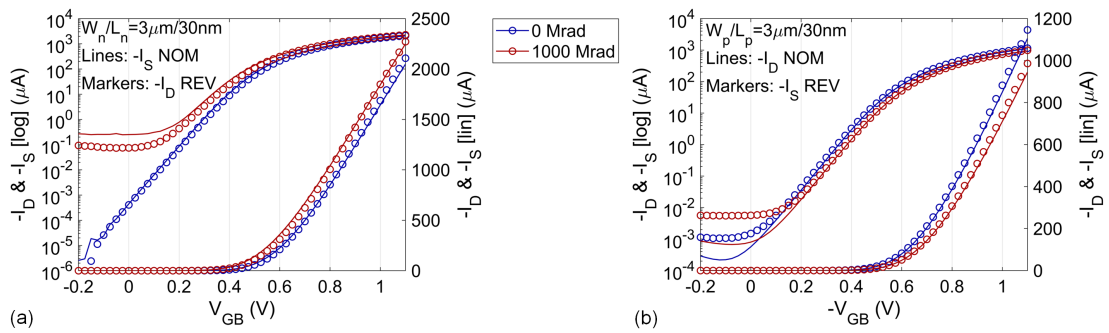 W_n/L_n=3μm/30nm
Lines: -I_S NOM
Markers: -I_D REV
-I_D & -I_S [log] (μA)
10^4
10^3
10^2
10^1
10^0
10^-1
10^-2
10^-3
10^-4
10^-5
10^-6
-0.2 0 0.2 0.4 0.6 0.8 1
V_GB (V)
2500
2000
1500
1000
500
0
-I_D & -I_S [lin] (μA)
(a)
0 Mrad
1000 Mrad
W_p/L_p=3μm/30nm
Lines: -I_D NOM
Markers: -I_S REV
-I_D & -I_S [log] (μA)
10^4
10^3
10^2
10^1
10^0
10^-1
10^-2
10^-3
10^-4
-0.2 0 0.2 0.4 0.6 0.8 1
-V_GB (V)
1200
1000
800
600
400
200
0
-I_D & -I_S [lin] (μA)
(b)